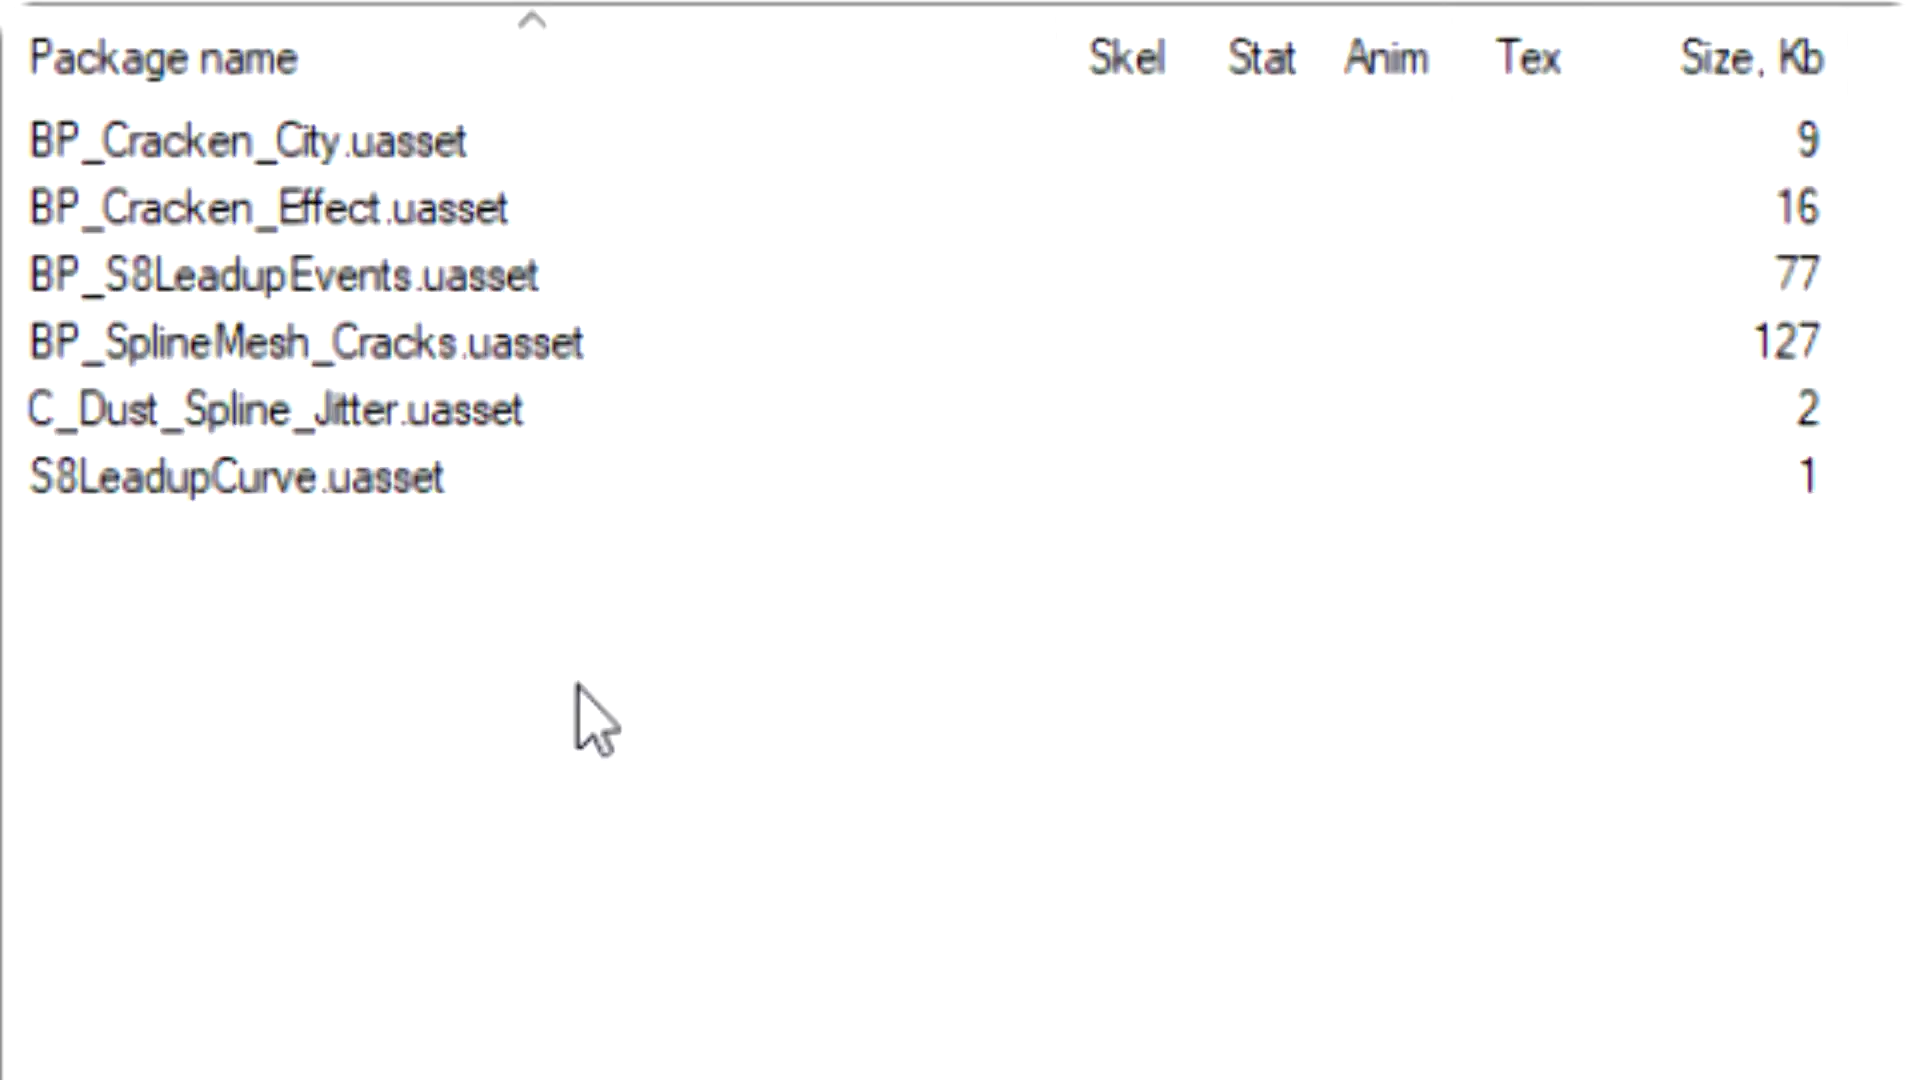 Package name Skel Stat Anim Tex Size, Kb
BP_Cracken_City.uasset 9
BP_Cracken_Effect.uasset 16
BP_S8LeadupEvents.uasset 77
BP_SplineMesh_Cracks.uasset 127
C_Dust_Spline_Jitter.uasset 2
S8LeadupCurve.uasset 1